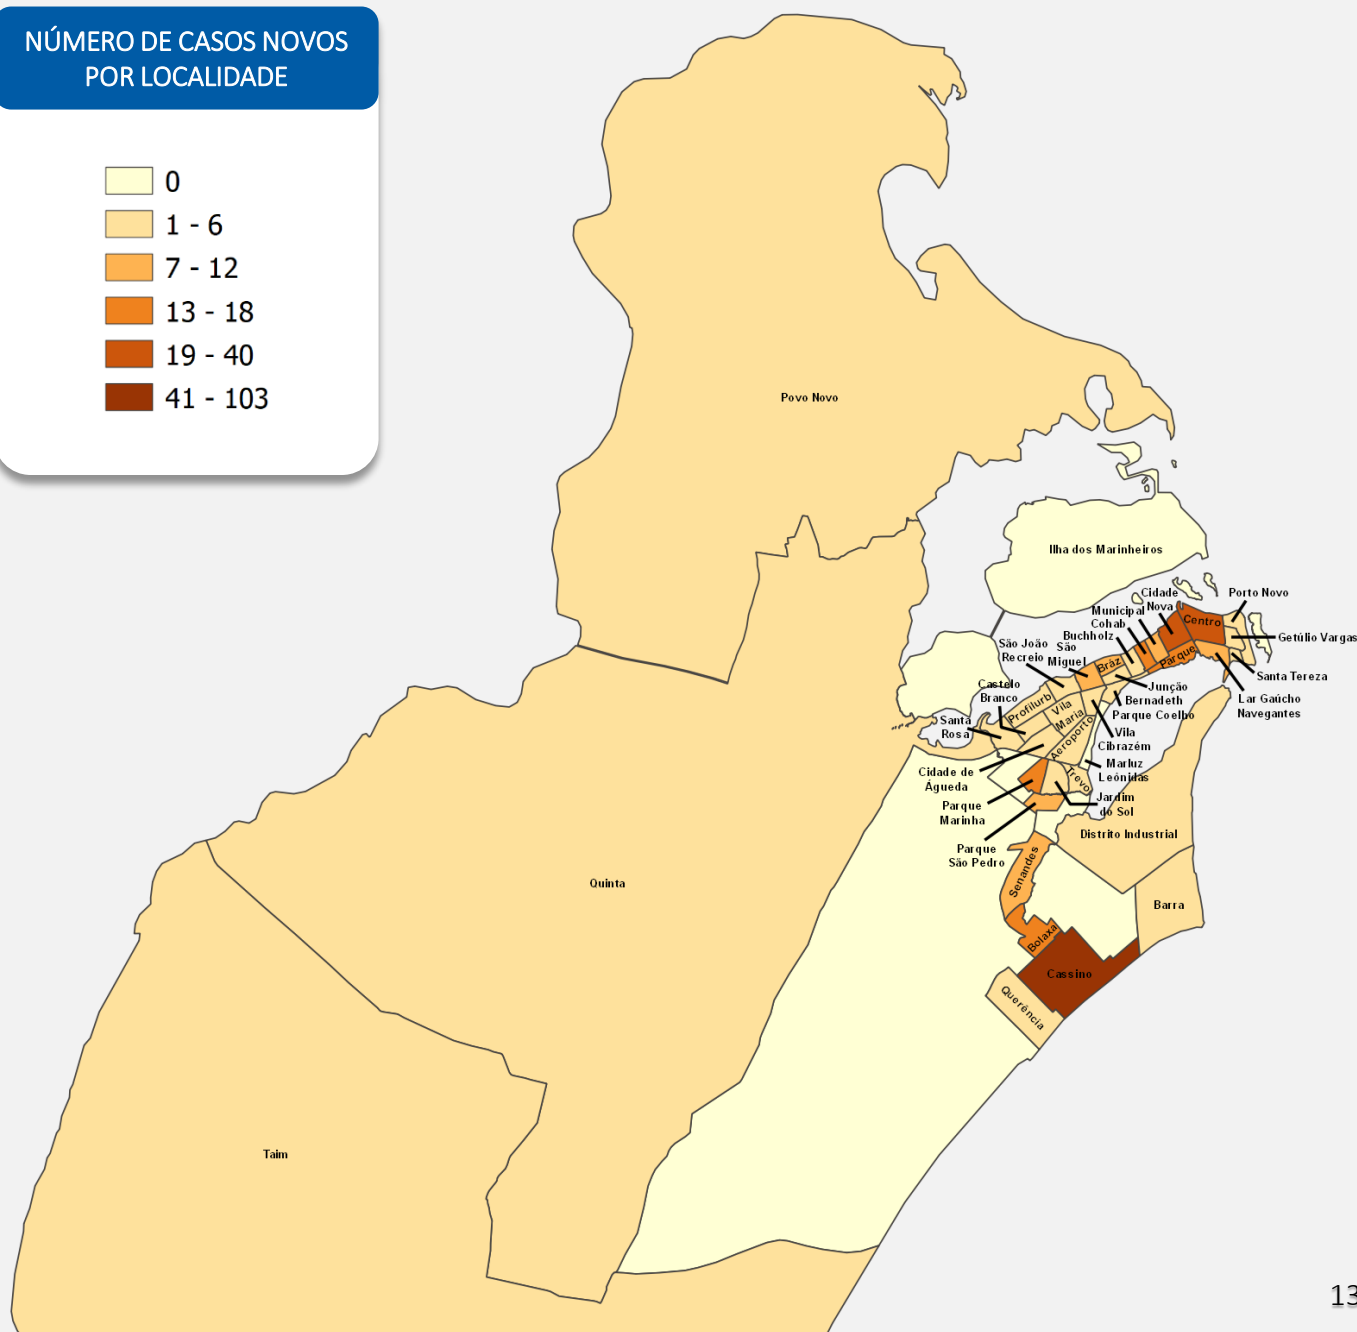 NÚMERO DE CASOS NOVOS
POR LOCALIDADE
0
1 - 6
7 - 12
13 - 18
19 - 40
41 - 103
Povo Novo
Ilha dos Marinheiros
Cidade
Nova
Porto Novo
Municipal
Cohab
Buchholz
Centro
Getúlio Vargas
São João
Recreio
São
Miguel
Bráz
Parque
Santa Tereza
Castelo
Branco
Junção
Bernadeth
Parque Coelho
Lar Gaúcho
Navegantes
Profilurb
Vila
Maria
Santa
Rosa
Aeroporto
Vila
Cibrazém
Cidade de
Águeda
Marluz
Leónidas
Trevo
Parque
Marinha
Jardim
do Sol
Distrito Industrial
Parque
São Pedro
Senandes
Quinta
Barra
Bolaxa
Cassino
Querência
Taim
13